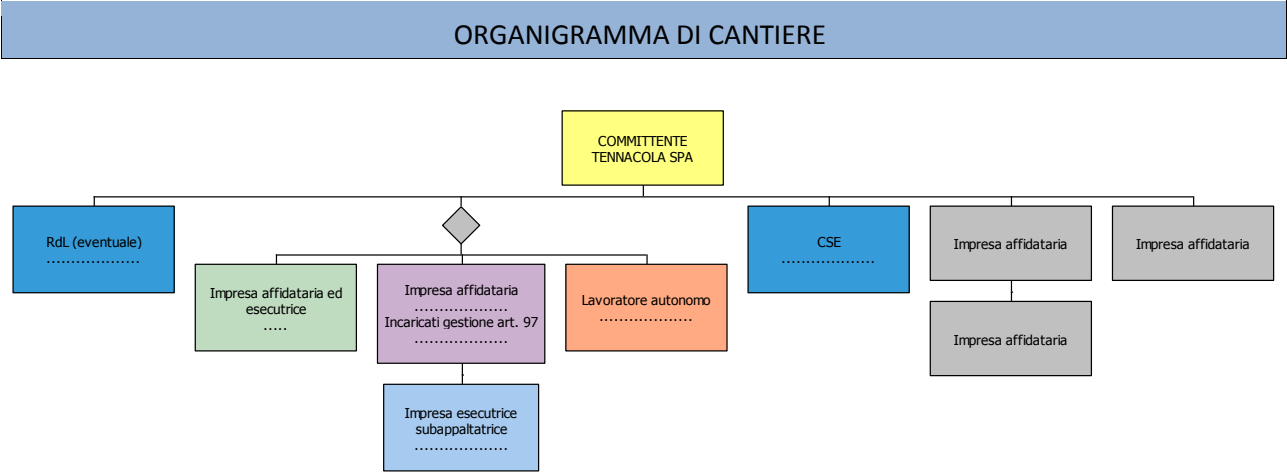 ORGANIGRAMMA DI CANTIERE
COMMITTENTE
TENNACOLA SPA
RdL (eventuale)
...................
CSE
...................
Impresa affidataria
Impresa affidataria
Impresa affidataria ed
esecutrice
.....
Impresa affidataria
...................
Incaricati gestione art. 97
...................
Lavoratore autonomo
...................
Impresa affidataria
Impresa esecutrice
subappaltatrice
...................